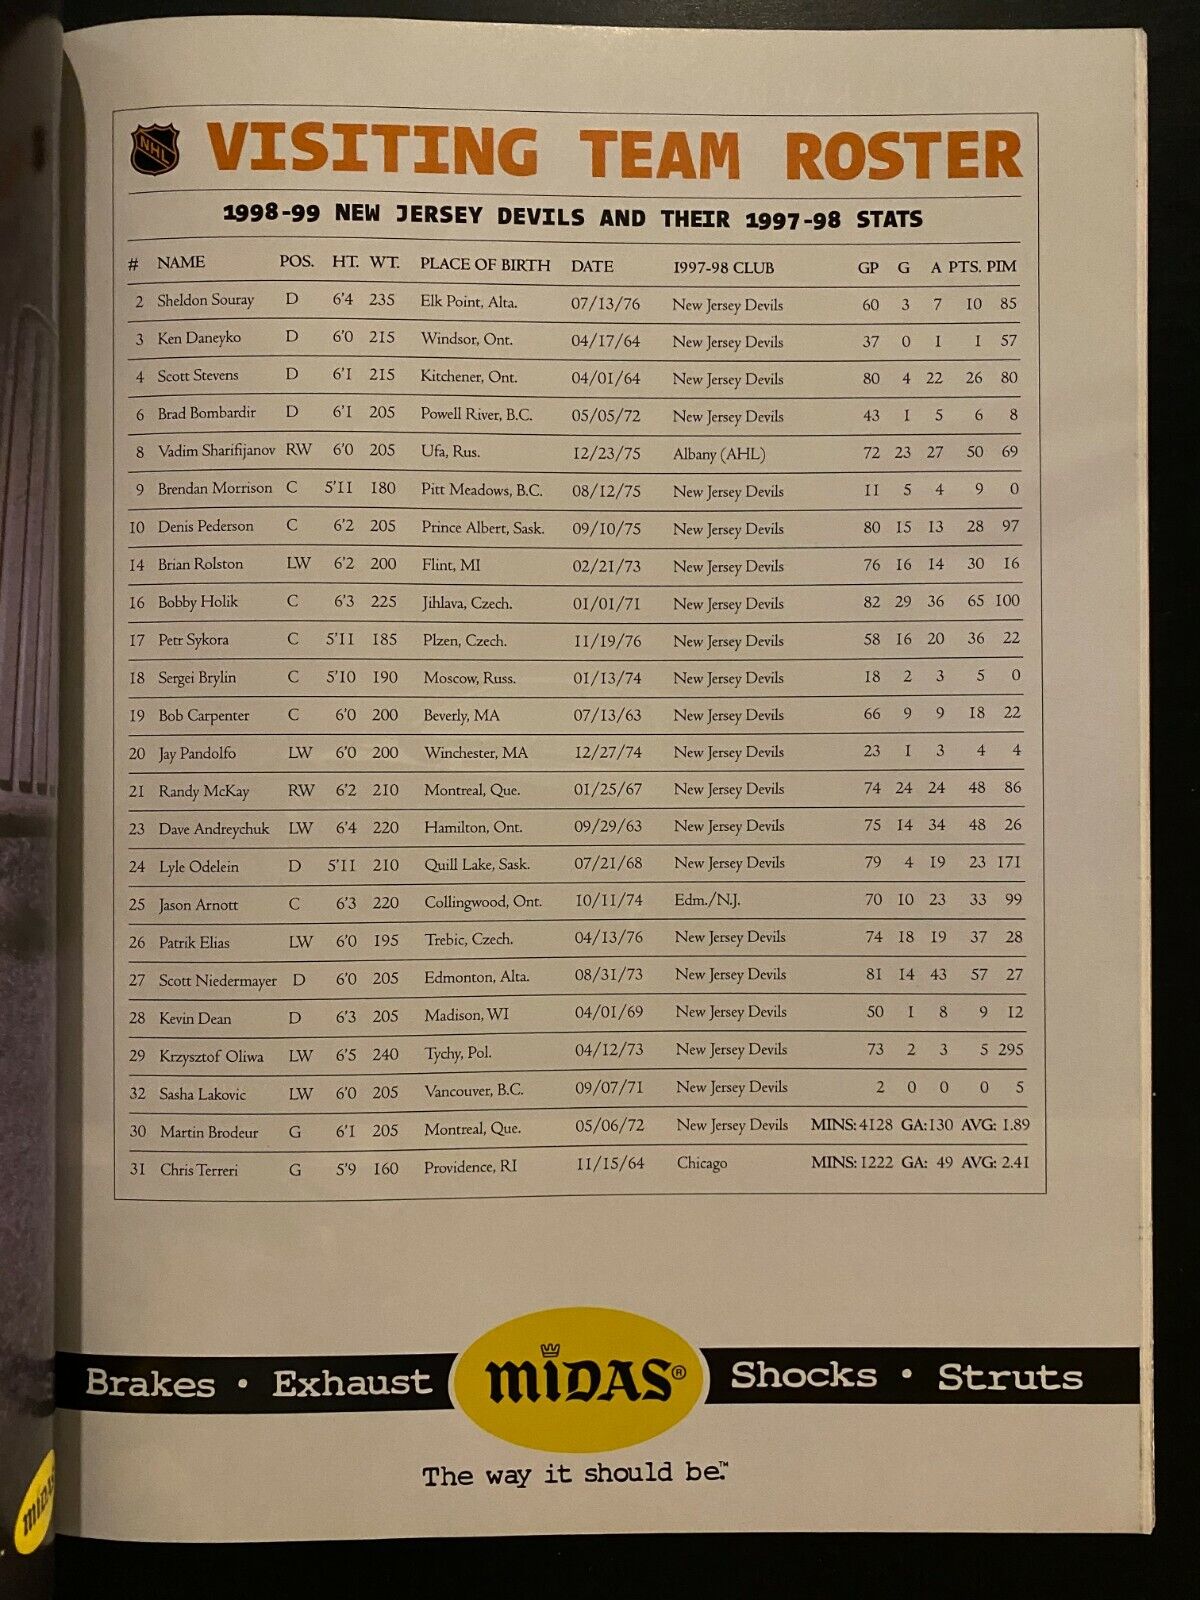 NHL
VISITING TEAM ROSTER
1998-99 NEW JERSEY DEVILS AND THEIR 1997-98 STATS
# NAME POS. HT. WT. PLACE OF BIRTH DATE 1997-98 CLUB GP G A PTS. PIM
2 Sheldon Souray D 6'4 235 Elk Point, Alta. 07/13/76 New Jersey Devils 60 3 7 10 85
3 Ken Daneyko D 6'0 215 Windsor, Ont. 04/17/64 New Jersey Devils 37 0 1 1 57
4 Scott Stevens D 6'1 215 Kitchener, Ont. 04/01/64 New Jersey Devils 80 4 22 26 80
6 Brad Bombardir D 6'1 205 Powell River, B.C. 05/05/72 New Jersey Devils 43 1 5 6 8
8 Vadim Sharifijanov RW 6'0 205 Ufa, Rus. 12/23/75 Albany (AHL) 72 23 27 50 69
9 Brendan Morrison C 5'11 180 Pitt Meadows, B.C. 08/12/75 New Jersey Devils 11 5 4 9 0
10 Denis Pederson C 6'2 205 Prince Albert, Sask. 09/10/75 New Jersey Devils 80 15 13 28 97
14 Brian Rolston LW 6'2 200 Flint, MI 02/21/73 New Jersey Devils 76 16 14 30 16
16 Bobby Holik C 6'3 225 Jihlava, Czech. 01/01/71 New Jersey Devils 82 29 36 65 100
17 Petr Sykora C 5'11 185 Plzen, Czech. 11/19/76 New Jersey Devils 58 16 20 36 22
18 Sergei Brylin C 5'10 190 Moscow, Russ. 01/13/74 New Jersey Devils 18 2 3 5 0
19 Bob Carpenter C 6'0 200 Beverly, MA 07/13/63 New Jersey Devils 66 9 9 18 22
20 Jay Pandolfo LW 6'0 200 Winchester, MA 12/27/74 New Jersey Devils 23 1 3 4 4
21 Randy McKay RW 6'2 210 Montreal, Que. 01/25/67 New Jersey Devils 74 24 24 48 86
23 Dave Andreychuk LW 6'4 220 Hamilton, Ont. 09/29/63 New Jersey Devils 75 14 34 48 26
24 Lyle Odelein D 5'11 210 Quill Lake, Sask. 07/21/68 New Jersey Devils 79 4 19 23 171
25 Jason Arnott C 6'3 220 Collingwood, Ont. 10/11/74 Edm./N.J. 70 10 23 33 99
26 Patrik Elias LW 6'0 195 Trebic, Czech. 04/13/76 New Jersey Devils 74 18 19 37 28
27 Scott Niedermayer D 6'0 205 Edmonton, Alta. 08/31/73 New Jersey Devils 81 14 43 57 27
28 Kevin Dean D 6'3 205 Madison, WI 04/01/69 New Jersey Devils 50 1 8 9 12
29 Krzysztof Oliwa LW 6'5 240 Tychy, Pol. 04/12/73 New Jersey Devils 73 2 3 5 295
32 Sasha Lakovic LW 6'0 205 Vancouver, B.C. 09/07/71 New Jersey Devils 2 0 0 0 5
30 Martin Brodeur G 6'1 205 Montreal, Que. 05/06/72 New Jersey Devils MINS: 4128 GA:130 AVG: 1.89
31 Chris Terreri G 5'9 160 Providence, RI 11/15/64 Chicago MINS: 1222 GA: 49 AVG: 2.41
Brakes • Exhaust MIDAS® Shocks • Struts
The way it should be.™
MIDAS